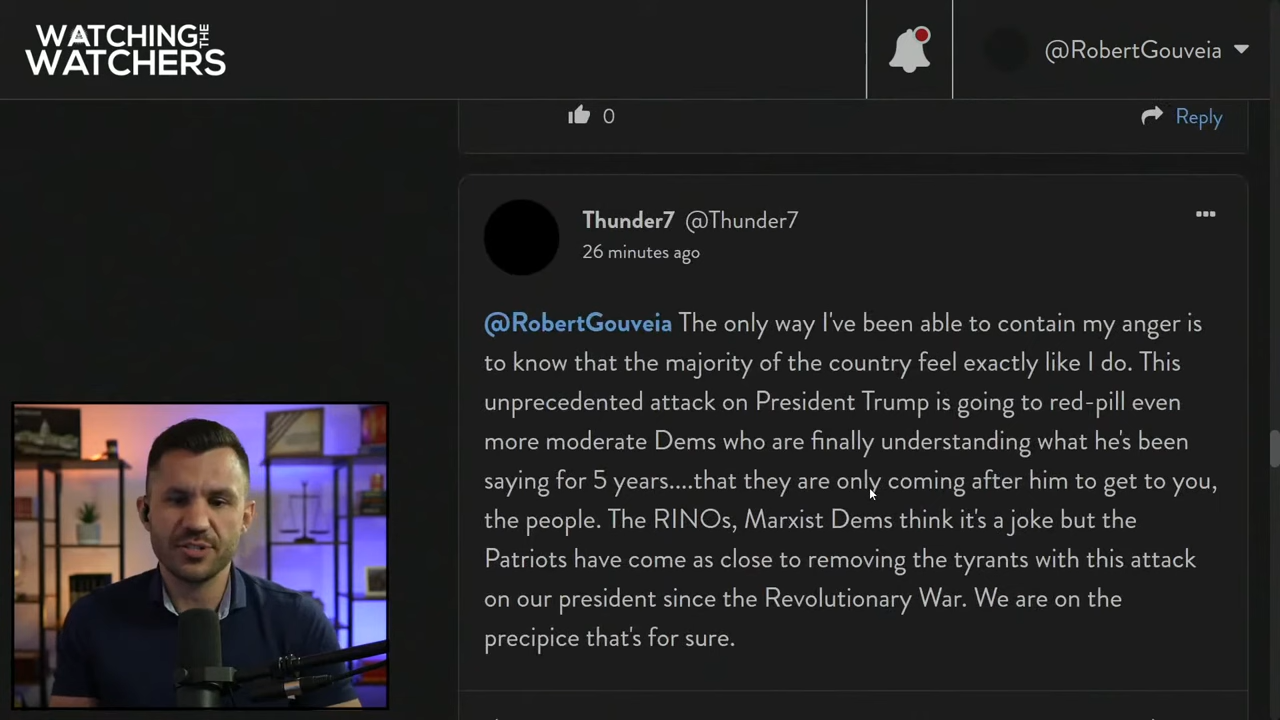 WATCHING THE
WATCHERS
@RobertGouveia
0
Reply
Thunder7 @Thunder7
26 minutes ago
@RobertGouveia The only way I've been able to contain my anger is
to know that the majority of the country feel exactly like I do. This
unprecedented attack on President Trump is going to red-pill even
more moderate Dems who are finally understanding what he's been
saying for 5 years....that they are only coming after him to get to you,
the people. The RINOs, Marxist Dems think it's a joke but the
Patriots have come as close to removing the tyrants with this attack
on our president since the Revolutionary War. We are on the
precipice that's for sure.